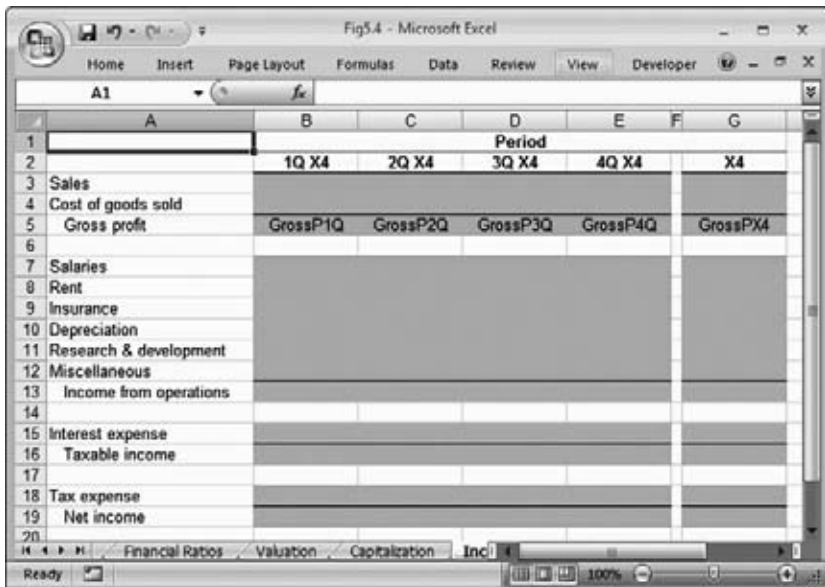 Fig5.4 - Microsoft Excel
Home Insert Page Layout Formulas Data Review View Developer
A1 fx
A B C D E F G
1 Period
2 1Q X4 2Q X4 3Q X4 4Q X4 X4
3 Sales
4 Cost of goods sold
5 Gross profit GrossP1Q GrossP2Q GrossP3Q GrossP4Q GrossPX4
6
7 Salaries
8 Rent
9 Insurance
10 Depreciation
11 Research & development
12 Miscellaneous
13 Income from operations
14
15 Interest expense
16 Taxable income
17
18 Tax expense
19 Net income
20
Financial Ratios Valuation Capitalization Inc
Ready 100%